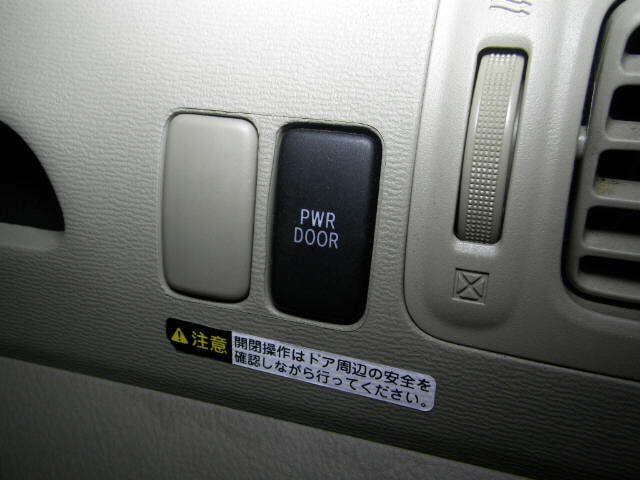 PWR
DOOR
注意
開閉操作はドア周辺の安全を
確認しながら行ってください。